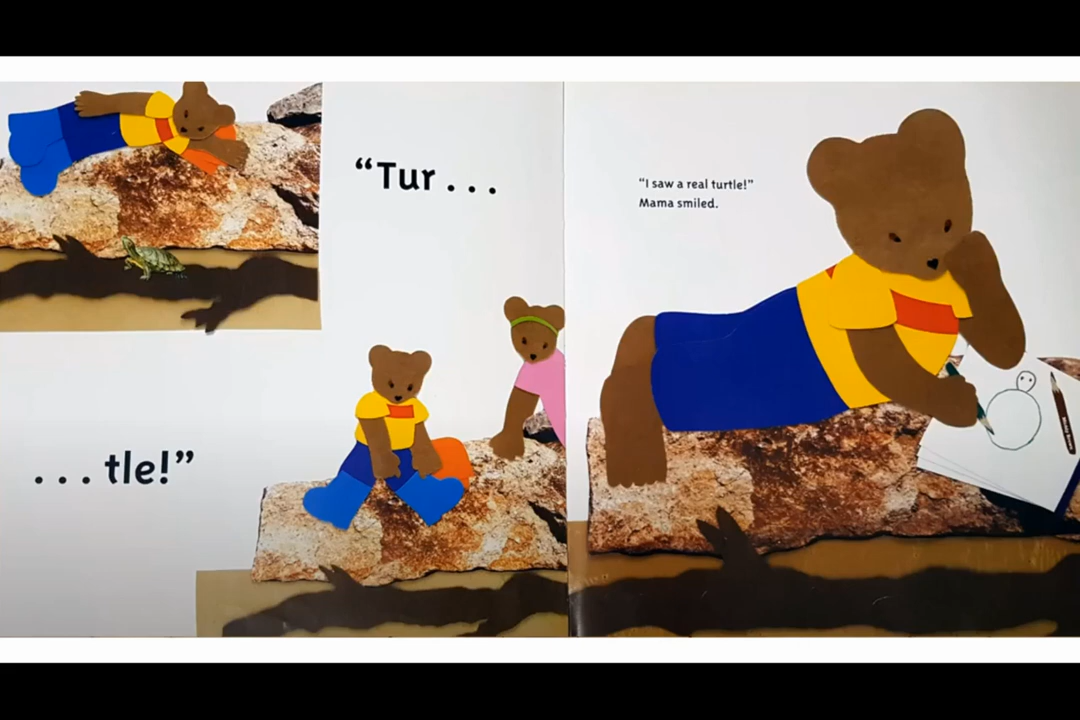 “Tur . . .
. . . tle!”
“I saw a real turtle!”
Mama smiled.